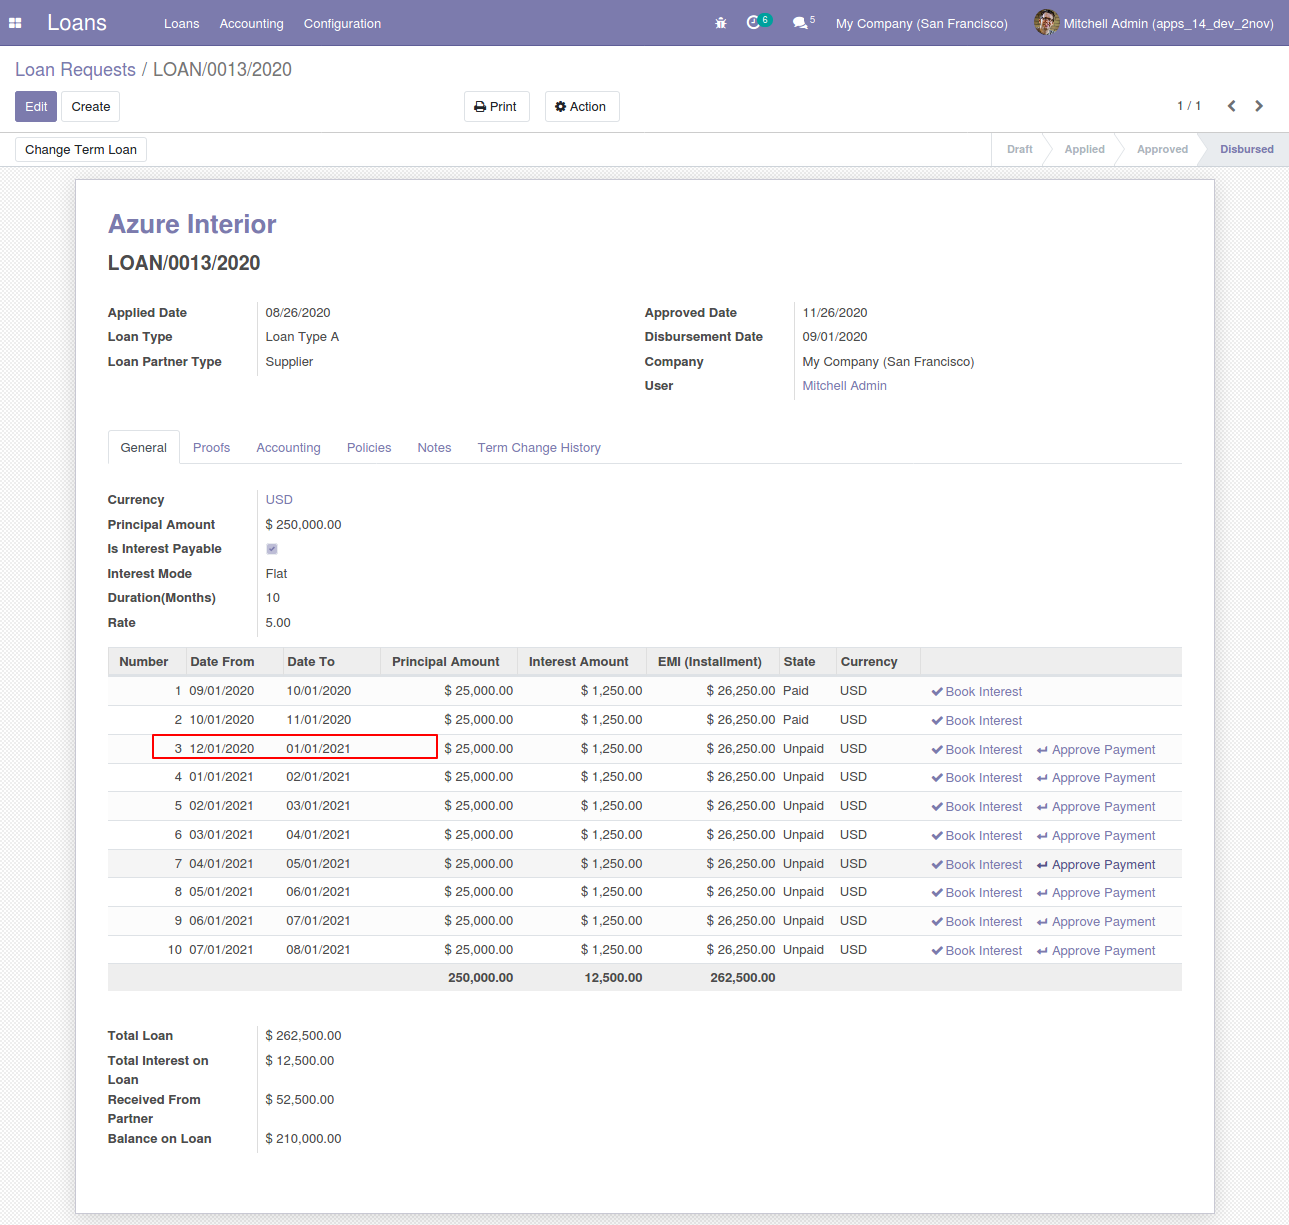 Loans Loans Accounting Configuration 6 5 My Company (San Francisco) Mitchell Admin (apps_14_dev_2nov)
Loan Requests / LOAN/0013/2020
Edit Create Print Action 1 / 1
Change Term Loan Draft Applied Approved Disbursed
Azure Interior
LOAN/0013/2020
Applied Date 08/26/2020 Approved Date 11/26/2020
Loan Type Loan Type A Disbursement Date 09/01/2020
Loan Partner Type Supplier Company My Company (San Francisco)
User Mitchell Admin
General Proofs Accounting Policies Notes Term Change History
Currency USD
Principal Amount $ 250,000.00
Is Interest Payable
Interest Mode Flat
Duration(Months) 10
Rate 5.00
Number Date From Date To Principal Amount Interest Amount EMI (Installment) State Currency
1 09/01/2020 10/01/2020 $ 25,000.00 $ 1,250.00 $ 26,250.00 Paid USD Book Interest
2 10/01/2020 11/01/2020 $ 25,000.00 $ 1,250.00 $ 26,250.00 Paid USD Book Interest
3 12/01/2020 01/01/2021 $ 25,000.00 $ 1,250.00 $ 26,250.00 Unpaid USD Book Interest Approve Payment
4 01/01/2021 02/01/2021 $ 25,000.00 $ 1,250.00 $ 26,250.00 Unpaid USD Book Interest Approve Payment
5 02/01/2021 03/01/2021 $ 25,000.00 $ 1,250.00 $ 26,250.00 Unpaid USD Book Interest Approve Payment
6 03/01/2021 04/01/2021 $ 25,000.00 $ 1,250.00 $ 26,250.00 Unpaid USD Book Interest Approve Payment
7 04/01/2021 05/01/2021 $ 25,000.00 $ 1,250.00 $ 26,250.00 Unpaid USD Book Interest Approve Payment
8 05/01/2021 06/01/2021 $ 25,000.00 $ 1,250.00 $ 26,250.00 Unpaid USD Book Interest Approve Payment
9 06/01/2021 07/01/2021 $ 25,000.00 $ 1,250.00 $ 26,250.00 Unpaid USD Book Interest Approve Payment
10 07/01/2021 08/01/2021 $ 25,000.00 $ 1,250.00 $ 26,250.00 Unpaid USD Book Interest Approve Payment
250,000.00 12,500.00 262,500.00
Total Loan $ 262,500.00
Total Interest on $ 12,500.00
Loan
Received From $ 52,500.00
Partner
Balance on Loan $ 210,000.00